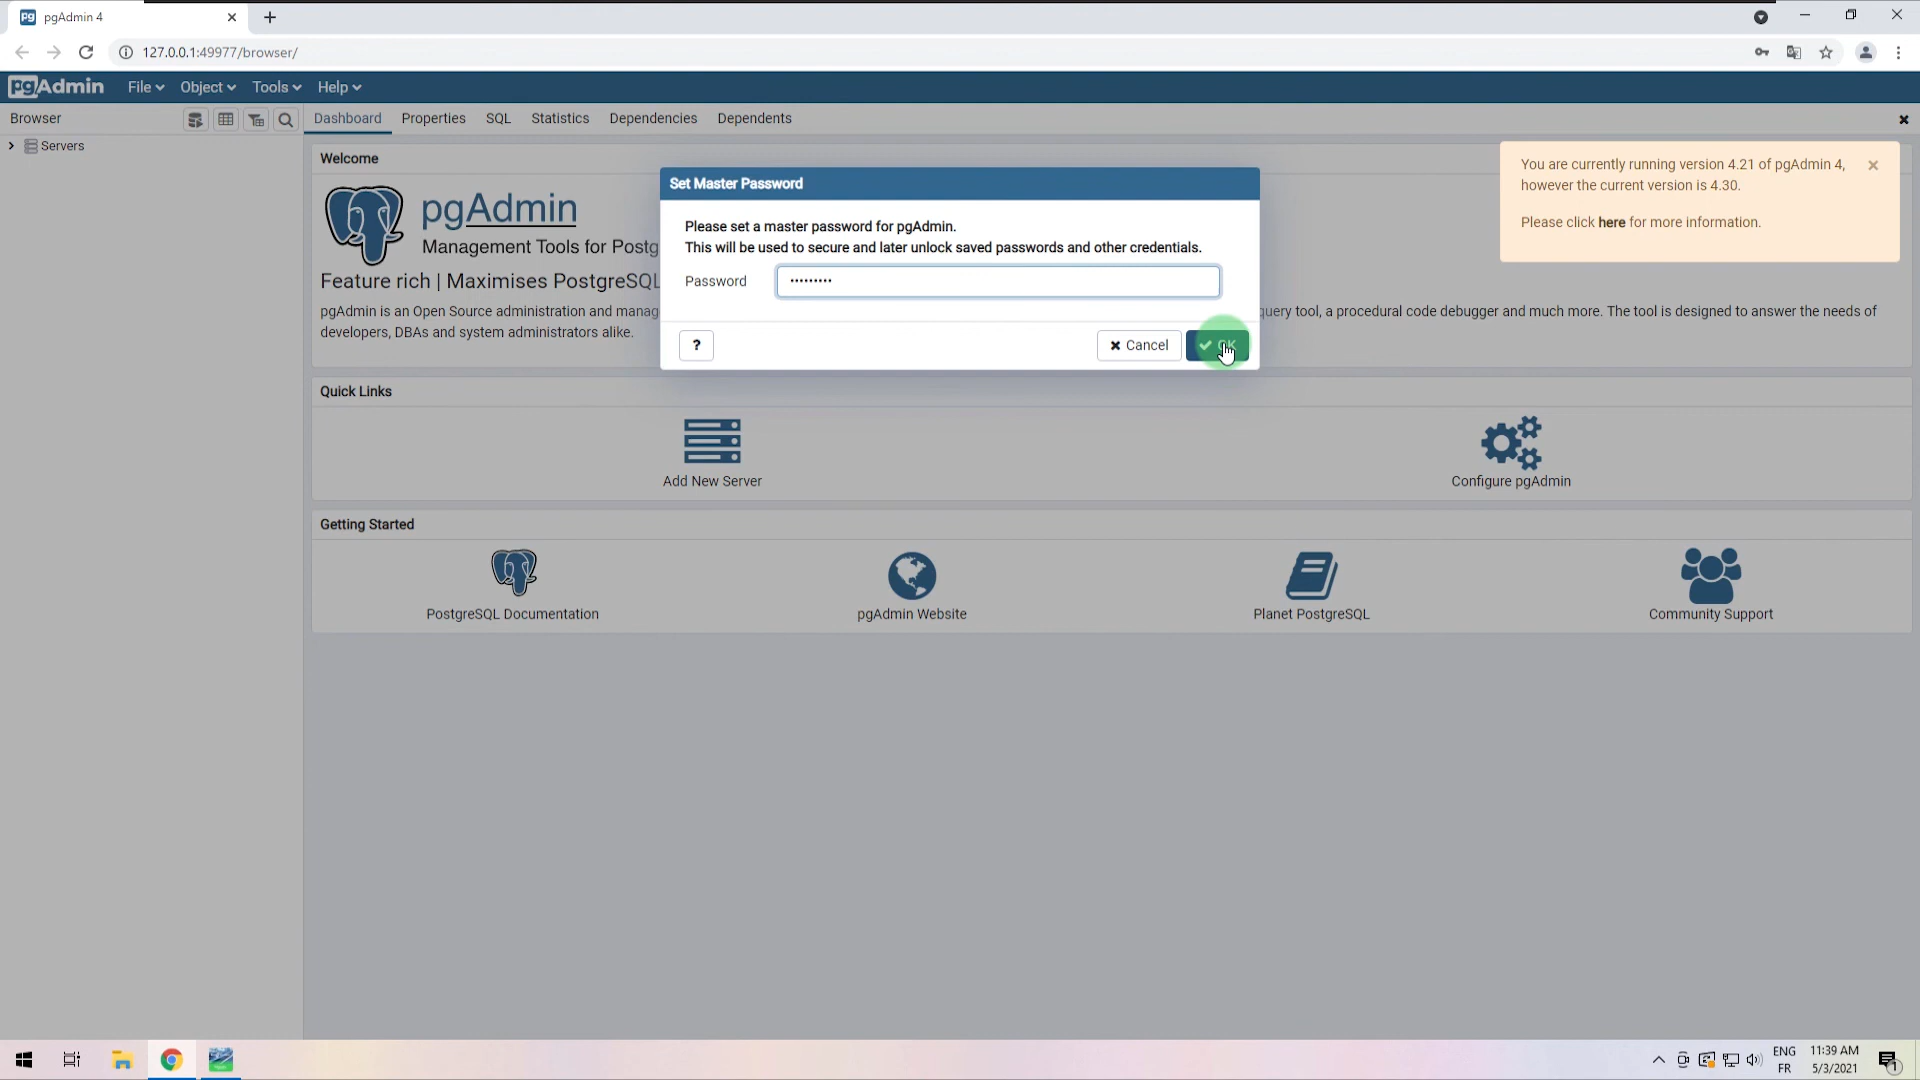 pgAdmin 4
127.0.0.1:49977/browser/
pgAdmin File Object Tools Help
Browser
Dashboard Properties SQL Statistics Dependencies Dependents
Servers
Welcome
pgAdmin
Management Tools for Postg
Feature rich | Maximises PostgreSQL
pgAdmin is an Open Source administration and manag
query tool, a procedural code debugger and much more. The tool is designed to answer the needs of
developers, DBAs and system administrators alike.
Set Master Password
Please set a master password for pgAdmin.
This will be used to secure and later unlock saved passwords and other credentials.
Password •••••••••
?
Cancel
OK
You are currently running version 4.21 of pgAdmin 4,
however the current version is 4.30.
Please click here for more information.
Quick Links
Add New Server
Configure pgAdmin
Getting Started
PostgreSQL Documentation
pgAdmin Website
Planet PostgreSQL
Community Support
ENG
FR
11:39 AM
5/3/2021
1